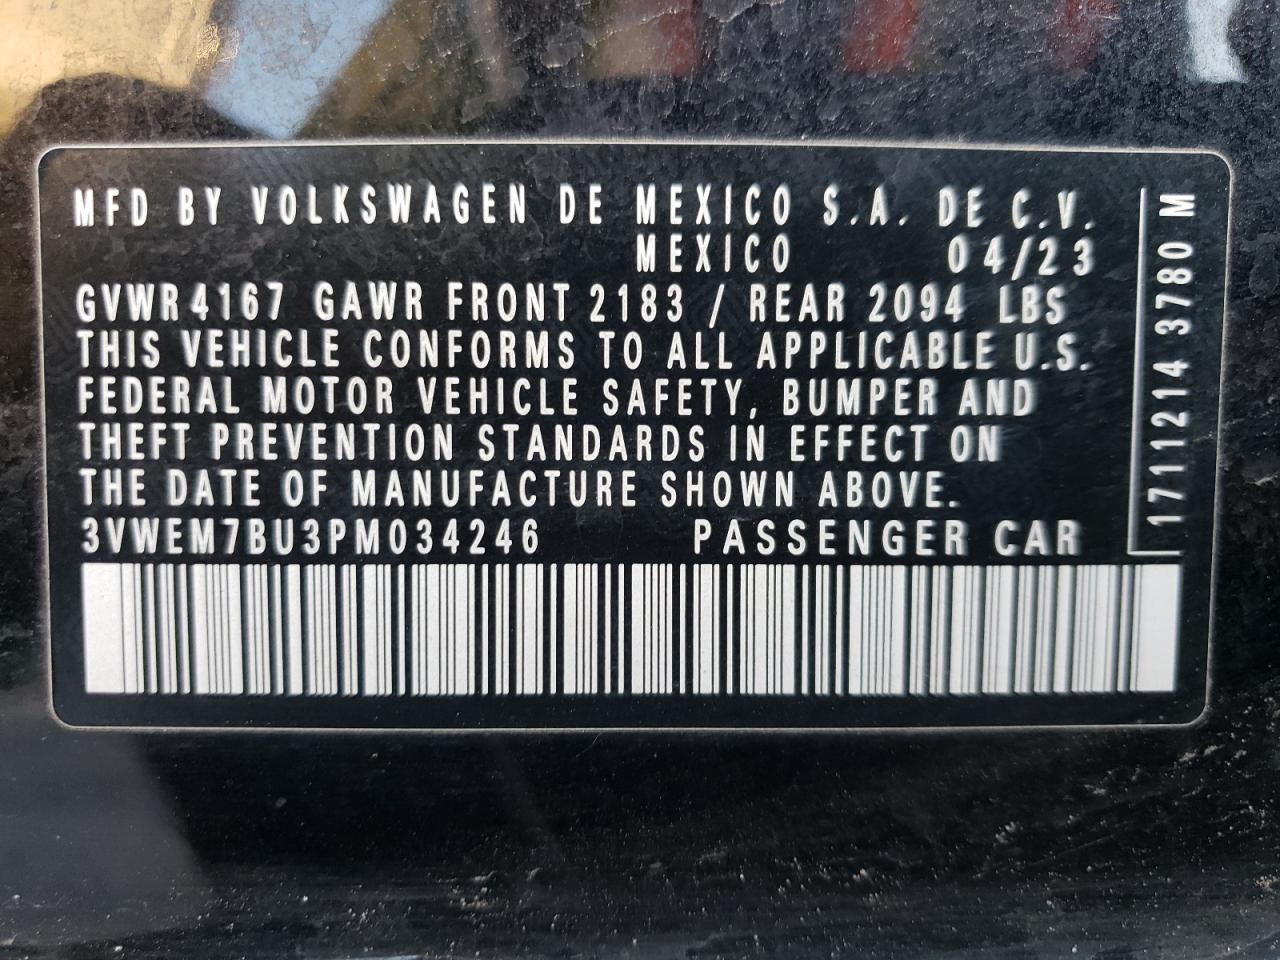 MFD BY VOLKSWAGEN DE MEXICO S.A. DE C.V.
MEXICO 04/23
GVWR 4167 GAWR FRONT 2183 / REAR 2094 LBS
THIS VEHICLE CONFORMS TO ALL APPLICABLE U.S.
FEDERAL MOTOR VEHICLE SAFETY, BUMPER AND
THEFT PREVENTION STANDARDS IN EFFECT ON
THE DATE OF MANUFACTURE SHOWN ABOVE.
3VWEM7BU3PM034246 PASSENGER CAR
1711214 3780 M